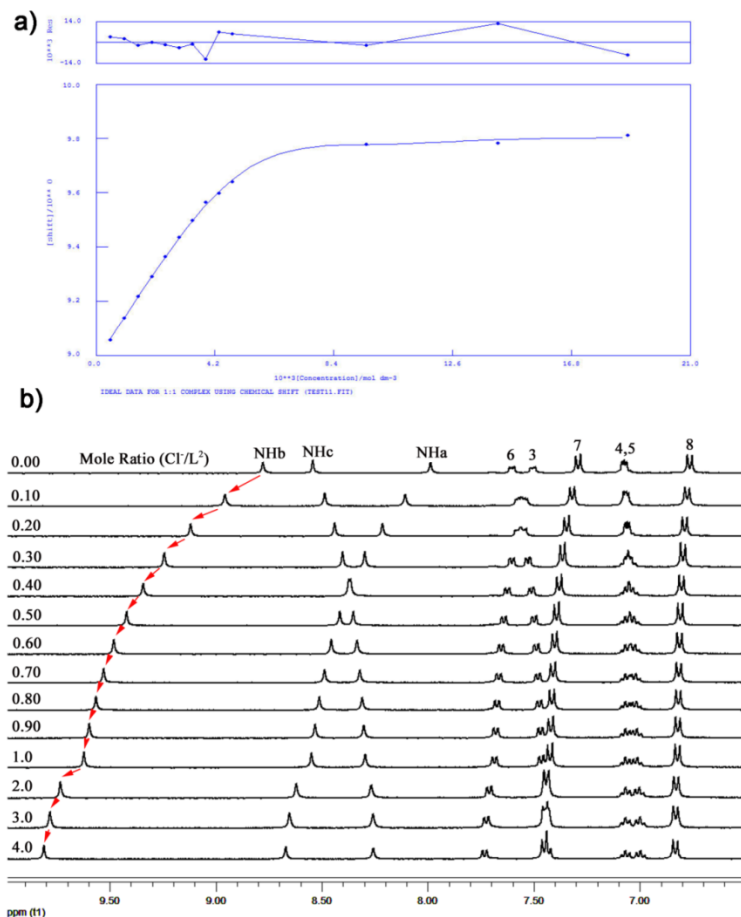 a)
14.0
10**3 Res
-14.0
10.0
9.8
9.6
[shift]/10** 0
9.4
9.2
9.0
0.0 4.2 8.4 12.6 16.8 21.0
10**3[Concentration]/mol dm-3
IDEAL DATA FOR 1:1 COMPLEX USING CHEMICAL SHIFT (TEST11.FIT)
b)
Mole Ratio (Cl⁻/L²) NHb NHc NHa 6 3 7 4,5 8
0.00
0.10
0.20
0.30
0.40
0.50
0.60
0.70
0.80
0.90
1.0
2.0
3.0
4.0
9.50 9.00 8.50 8.00 7.50 7.00
ppm (f1)